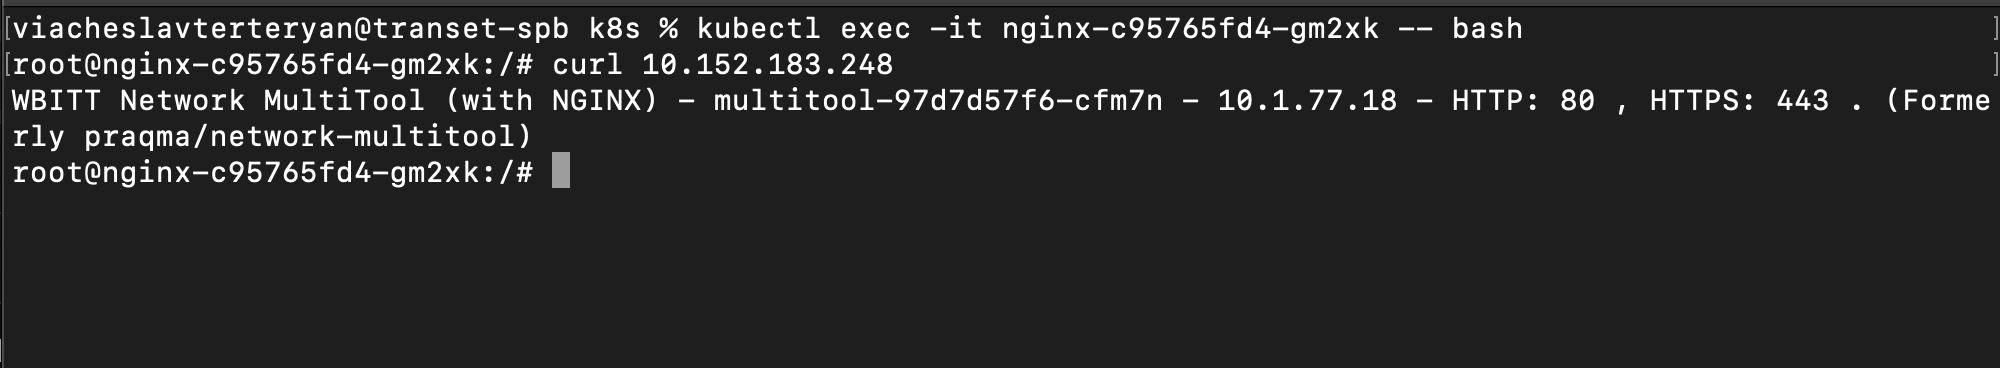 [viacheslavterteryan@transet-spb k8s % kubectl exec -it nginx-c95765fd4-gm2xk -- bash ]
[root@nginx-c95765fd4-gm2xk:/# curl 10.152.183.248 ]
WBITT Network MultiTool (with NGINX) - multitool-97d7d57f6-cfm7n - 10.1.77.18 - HTTP: 80 , HTTPS: 443 . (Forme
rly praqma/network-multitool)
root@nginx-c95765fd4-gm2xk:/#